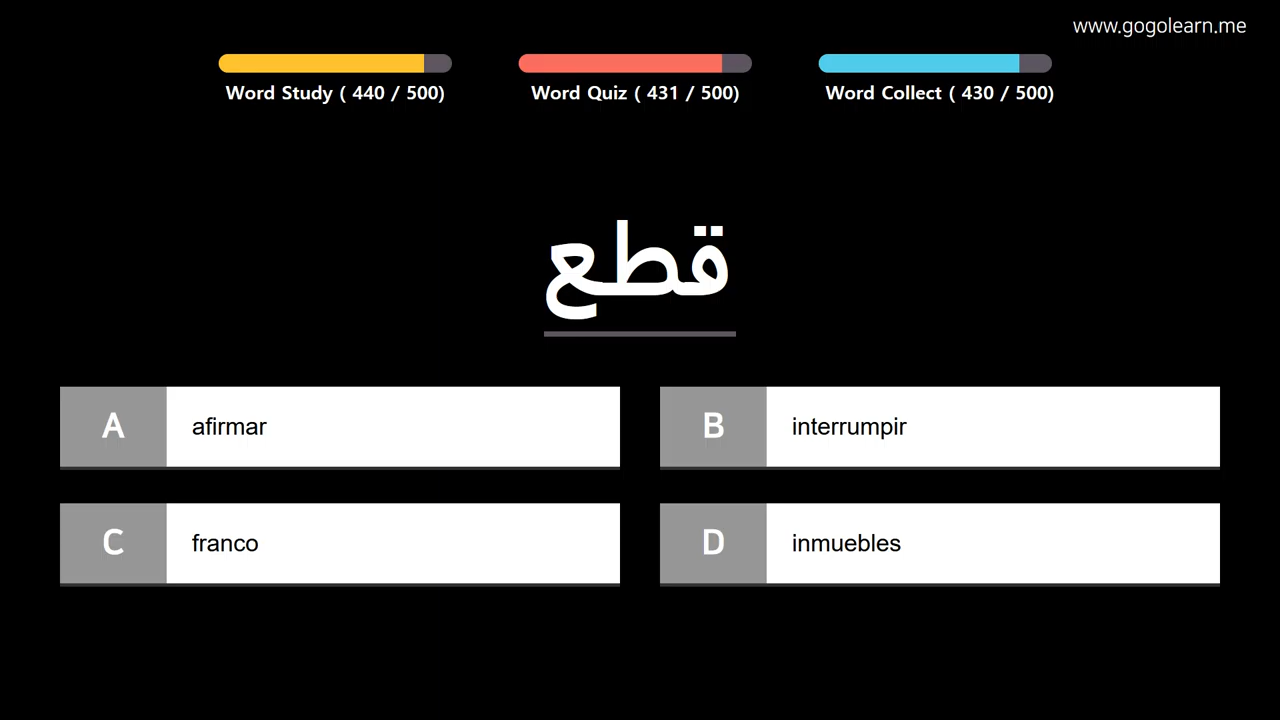 www.gogolearn.me
Word Study ( 440 / 500)
Word Quiz ( 431 / 500)
Word Collect ( 430 / 500)
قطع
A afirmar
B interrumpir
C franco
D inmuebles